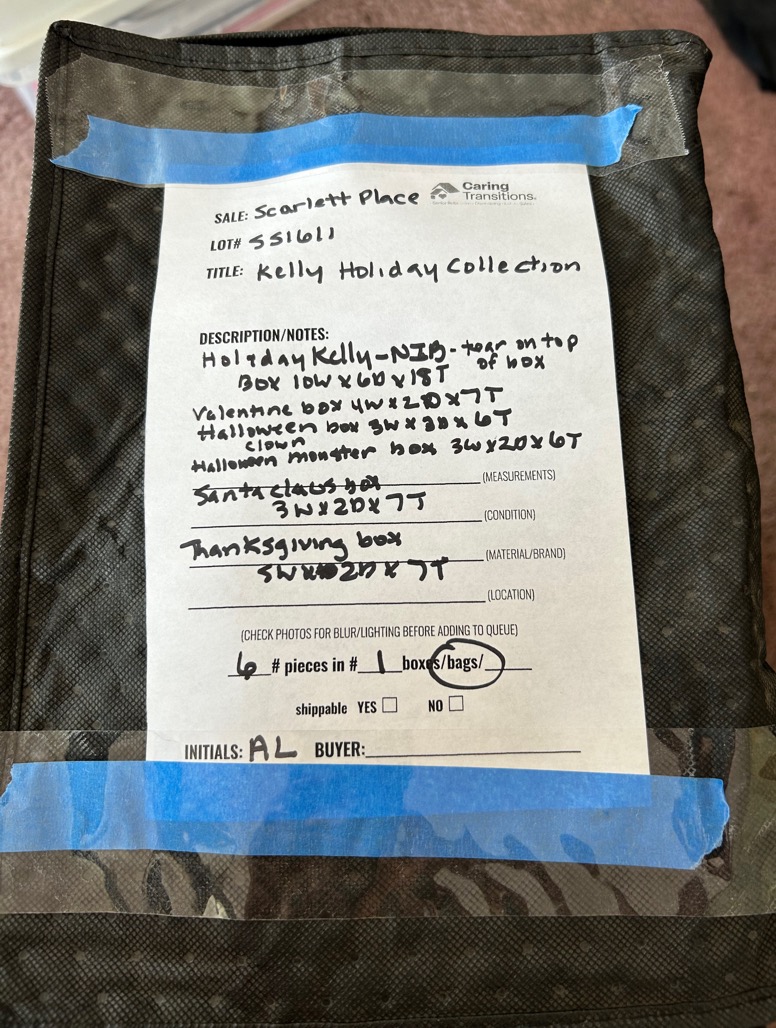 Caring
Transitions.
SALE: Scarlett Place
LOT# SS1611
TITLE: Kelly Holiday Collection
DESCRIPTION/NOTES:
Holiday Kelly-NIB-tear on top
of box
Box 10W x 6D x 18T
Valentine box 4W x 2D x 7T
Halloween box 3W x 3D x 6T
clown
Halloween monster box 3W x 2D x 6T
Santa claus box (MEASUREMENTS)
3W x 2D x 7T (CONDITION)
Thanksgiving box (MATERIAL/BRAND)
5W x 2D x 7T (LOCATION)
(CHECK PHOTOS FOR BLUR/LIGHTING BEFORE ADDING TO QUEUE)
6 # pieces in # 1 boxes/bags/
shippable YES NO
INITIALS: AL BUYER: